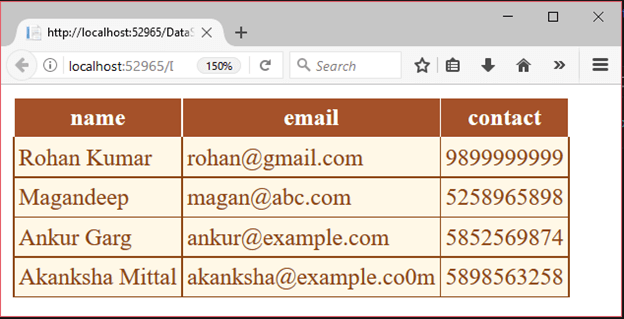 http://localhost:52965/DataS
localhost:52965/D 150% Search
name email contact
Rohan Kumar rohan@gmail.com 9899999999
Magandeep magan@abc.com 5258965898
Ankur Garg ankur@example.com 5852569874
Akanksha Mittal akanksha@example.co0m 5898563258